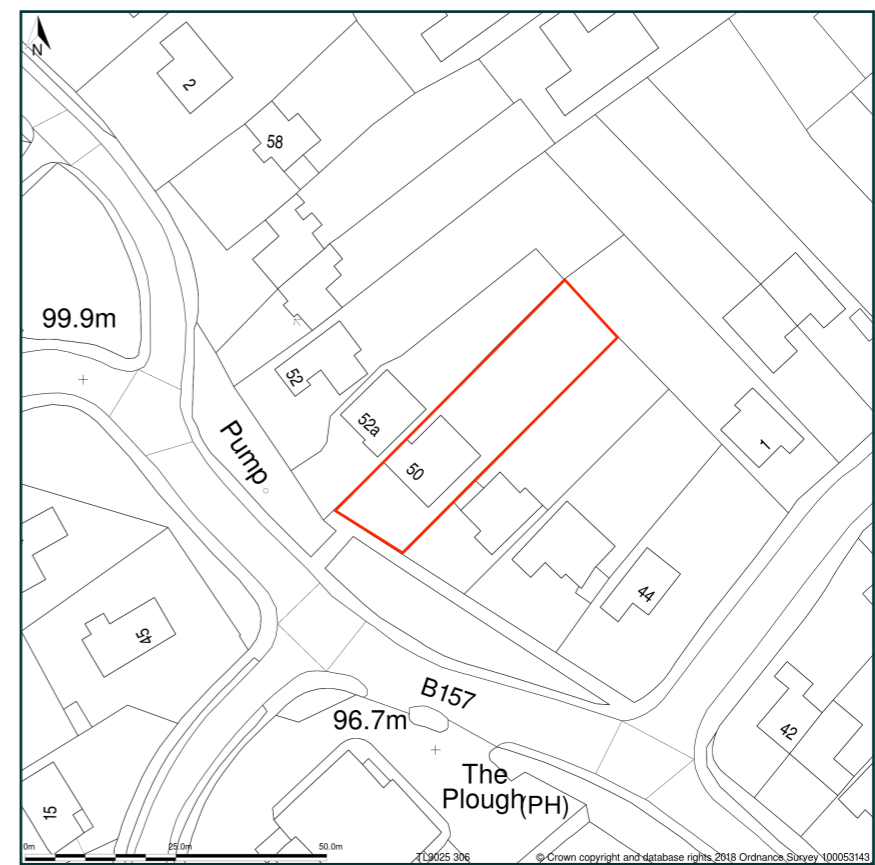 N
2
58
99.9m
52
52a
Pump
50
1
44
45
B157
96.7m
42
The
Plough(PH)
15
0m
25.0m
50.0m
TL9025 306
© Crown copyright and database rights 2018 Ordnance Survey 100053143